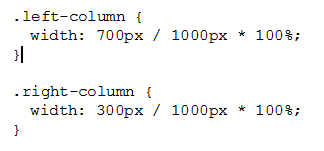 .left-column {
  width: 700px / 1000px * 100%;
}

.right-column {
  width: 300px / 1000px * 100%;
}